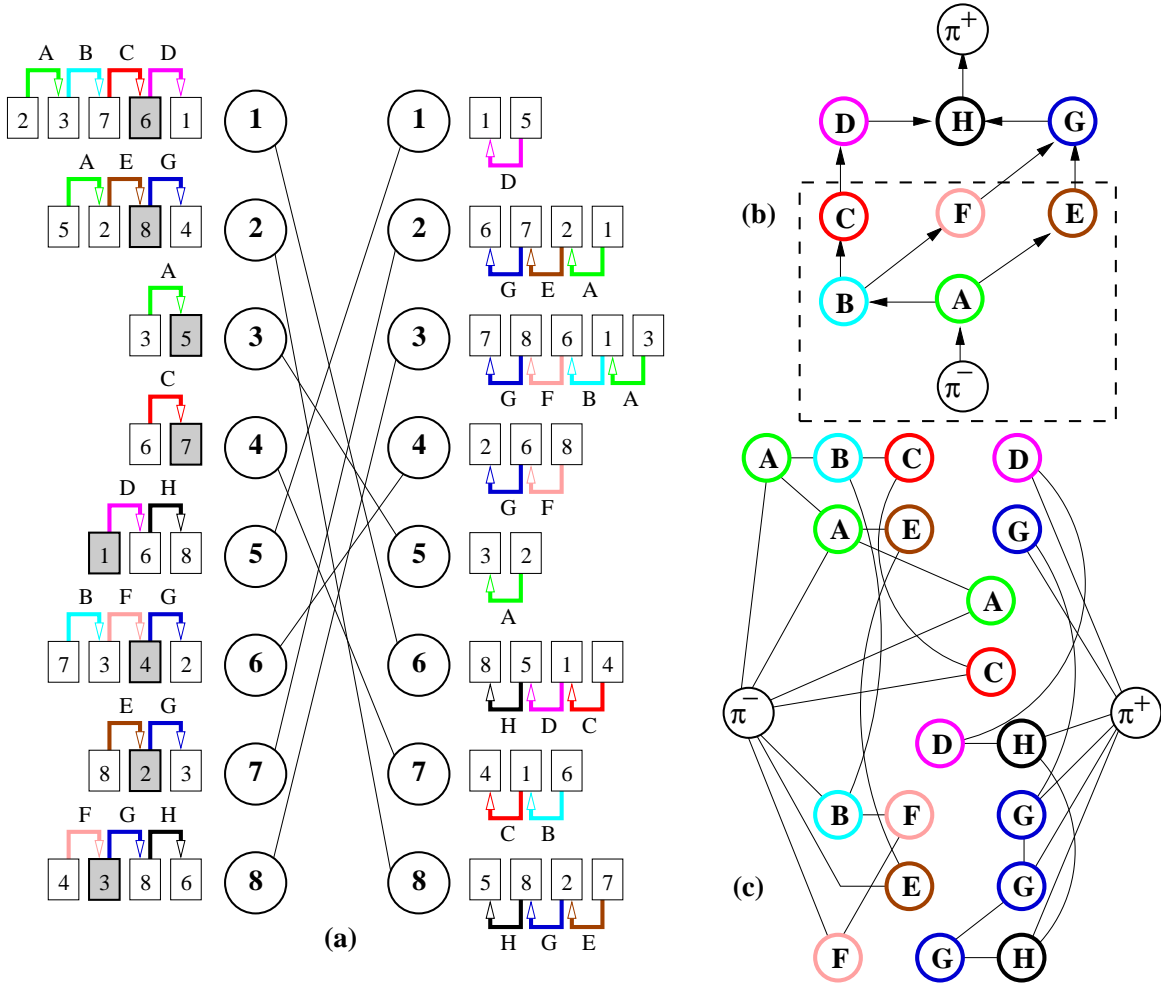 A B C D
2 3 7 6 1
1
1
1 5
D
A E G
5 2 8 4
2
2
6 7 2 1
G E A
A
3 5
3
3
7 8 6 1 3
G F B A
C
6 7
4
4
2 6 8
G F
D H
1 6 8
5
5
3 2
A
B F G
7 3 4 2
6
6
8 5 1 4
H D C
E G
8 2 3
7
7
4 1 6
C B
F G H
4 3 8 6
8
8
5 8 2 7
H G E
(a)
π+
D H G
(b)
C F E
B A
π−
A B C D
A E G
A
C
π− π+
D H
B F G
(c)
E G
F G H